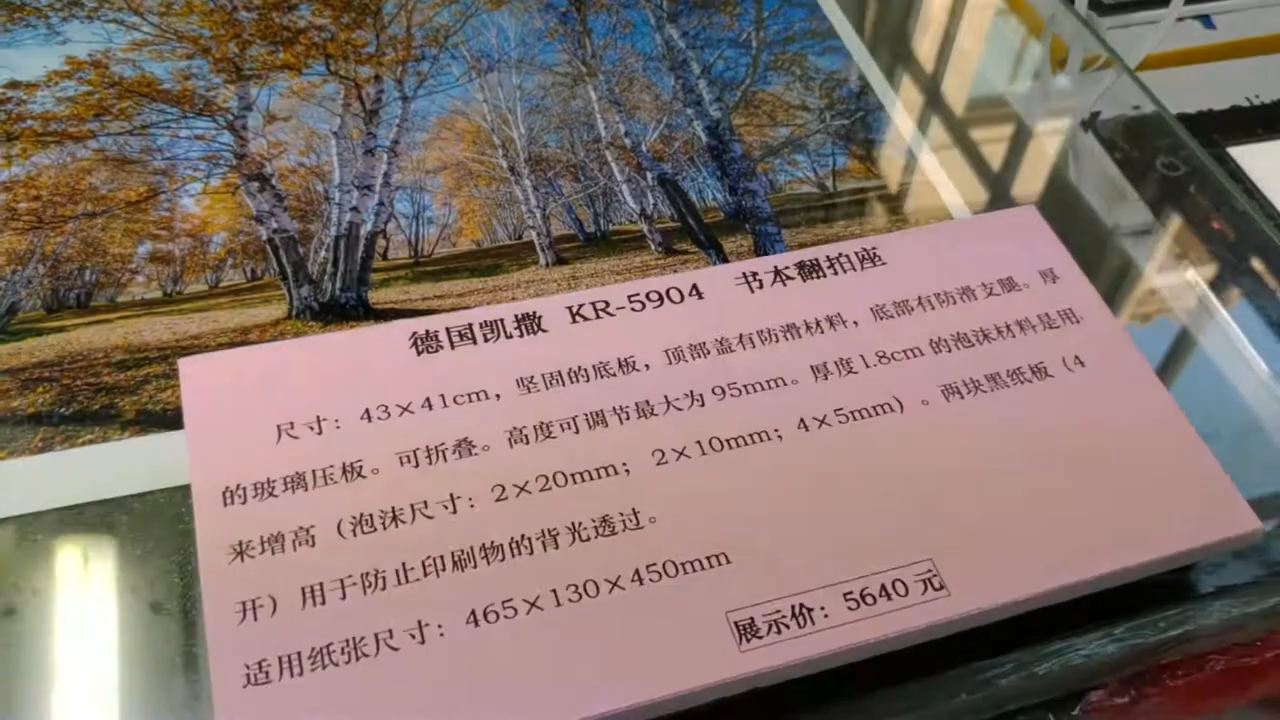 德国凯撒 KR-5904 书本翻拍座
尺寸：43×41cm，坚固的底板，顶部盖有防滑材料，底部有防滑支腿。厚
的玻璃压板。可折叠。高度可调节最大为95mm。厚度1.8cm的泡沫材料是用
来增高（泡沫尺寸：2×20mm；2×10mm；4×5mm）。两块黑纸板（4
开）用于防止印刷物的背光透过。
适用纸张尺寸：465×130×450mm
展示价：5640元